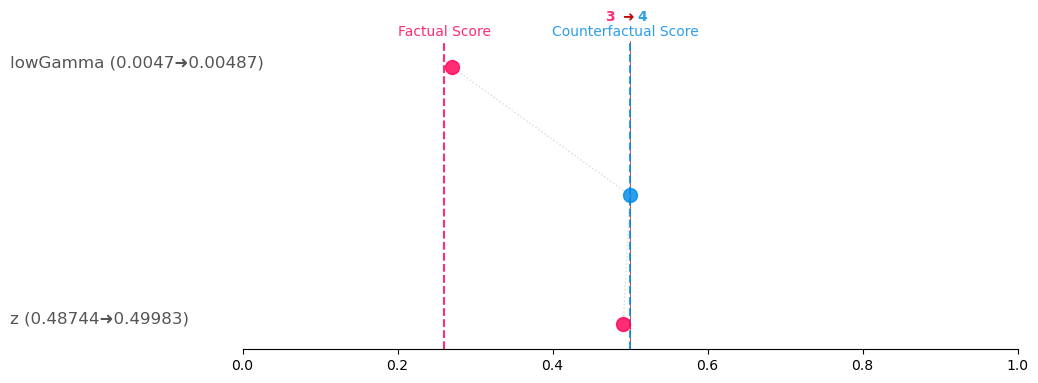 3 → 4
Factual Score
Counterfactual Score
lowGamma (0.0047→0.00487)
z (0.48744→0.49983)
0.0 0.2 0.4 0.6 0.8 1.0